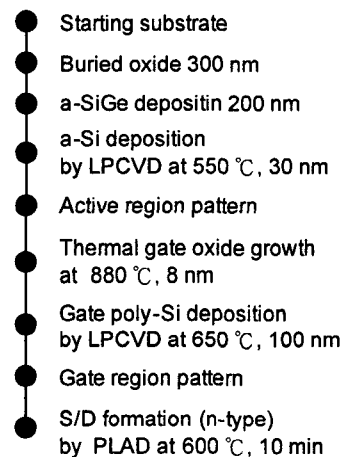 Starting substrate
Buried oxide 300 nm
a-SiGe depositin 200 nm
a-Si deposition
by LPCVD at 550 ℃, 30 nm
Active region pattern
Thermal gate oxide growth
at 880 ℃, 8 nm
Gate poly-Si deposition
by LPCVD at 650 ℃, 100 nm
Gate region pattern
S/D formation (n-type)
by PLAD at 600 ℃, 10 min